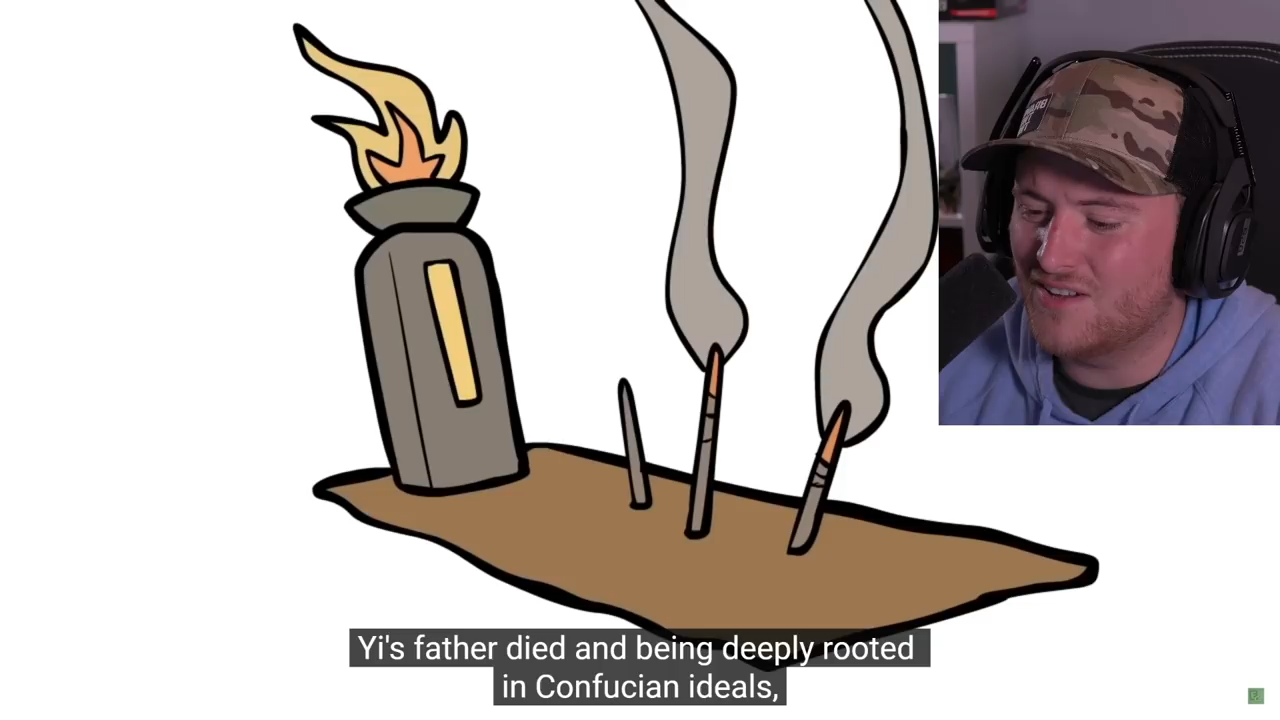 Yi's father died and being deeply rooted
in Confucian ideals,